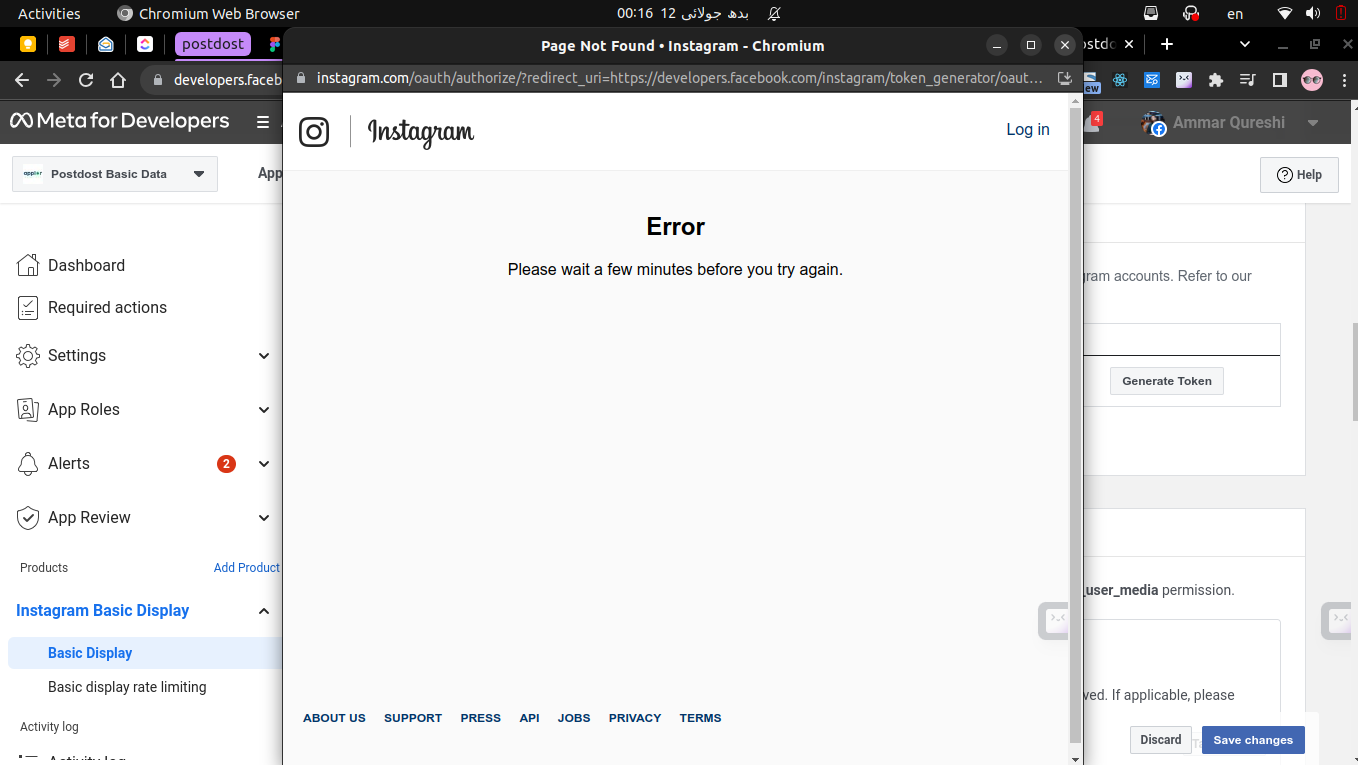 Activities Chromium Web Browser 00:16 12 بدھ جولائی en
postdost Page Not Found • Instagram - Chromium
developers.faceb instagram.com/oauth/authorize/?redirect_uri=https://developers.facebook.com/instagram/token_generator/oaut...
Meta for Developers 4 Ammar Qureshi
Instagram Log in
Postdost Basic Data App Help
Error
Please wait a few minutes before you try again.
Dashboard
gram accounts. Refer to our
Required actions
Settings
Generate Token
App Roles
Alerts 2
App Review
Products Add Product
_user_media permission.
Instagram Basic Display
Basic Display
Basic display rate limiting
ved. If applicable, please
ABOUT US SUPPORT PRESS API JOBS PRIVACY TERMS
Activity log
Discard Save changes
Activity log